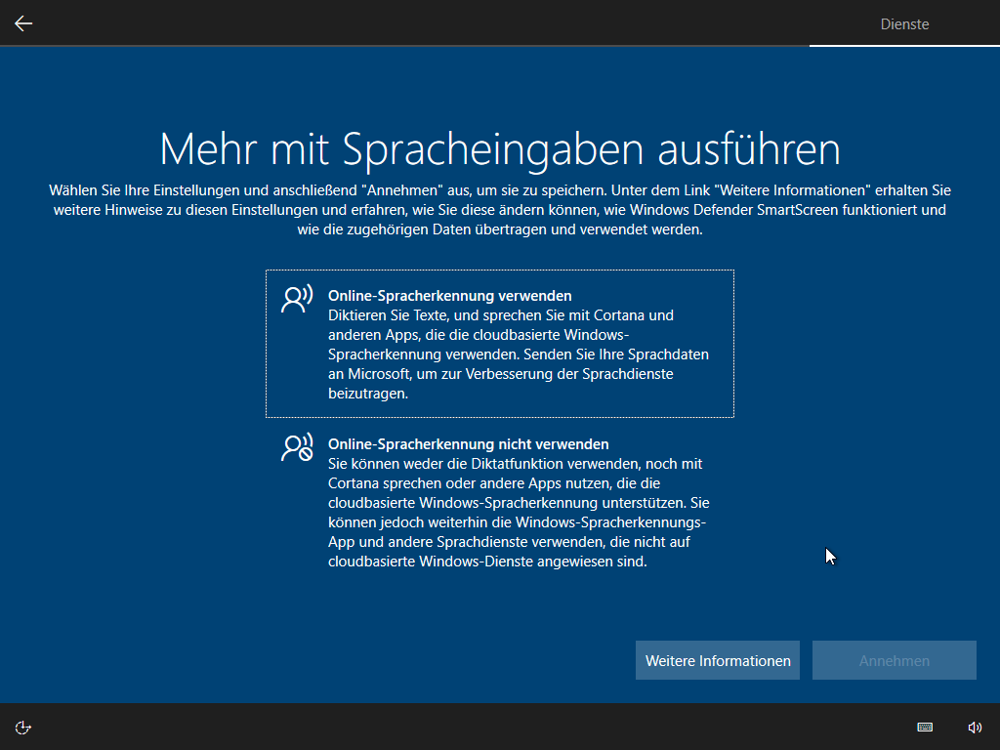 Dienste
Mehr mit Spracheingaben ausführen
Wählen Sie Ihre Einstellungen und anschließend "Annehmen" aus, um sie zu speichern. Unter dem Link "Weitere Informationen" erhalten Sie
weitere Hinweise zu diesen Einstellungen und erfahren, wie Sie diese ändern können, wie Windows Defender SmartScreen funktioniert und
wie die zugehörigen Daten übertragen und verwendet werden.
Online-Spracherkennung verwenden
Diktieren Sie Texte, und sprechen Sie mit Cortana und
anderen Apps, die die cloudbasierte Windows-
Spracherkennung verwenden. Senden Sie Ihre Sprachdaten
an Microsoft, um zur Verbesserung der Sprachdienste
beizutragen.
Online-Spracherkennung nicht verwenden
Sie können weder die Diktatfunktion verwenden, noch mit
Cortana sprechen oder andere Apps nutzen, die die
cloudbasierte Windows-Spracherkennung unterstützen. Sie
können jedoch weiterhin die Windows-Spracherkennungs-
App und andere Sprachdienste verwenden, die nicht auf
cloudbasierte Windows-Dienste angewiesen sind.
Weitere Informationen
Annehmen